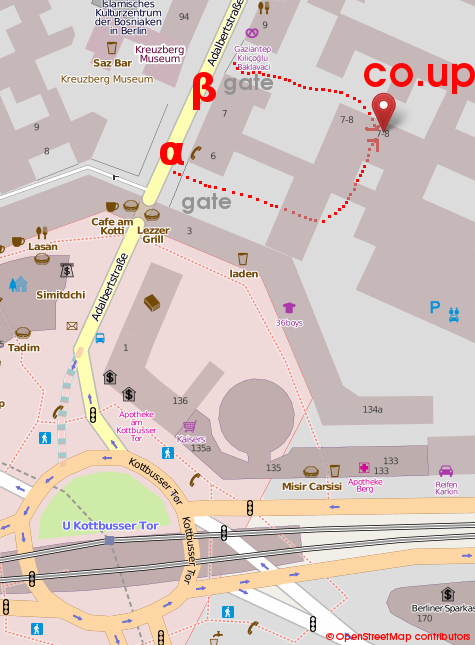 Islamisches
Kulturzentrum
der Bosniaken
in Berlin
94
9
Adalbertstraße
Kreuzberg
Museum
Saz Bar
Kreuzberg Museum
Gaziantep
Kılıçoğlu
Baklavaci
co.up
β
gate
7
7-8
7-8
9
8
α
6
gate
Cafe am
Kotti
Lezzer
Grill
3
Lasan
laden
Adalbertstraße
Simitdchi
36boys
P
Tadim
1
136
134a
Apotheke
am
Kottbusser
Tor
Kaisers
135a
135
133
133
Misir Carsisi
Apotheke
Berg
Reifen
Karlon
Kottbusser Tor
U Kottbusser Tor
Kottbusser Tor
Berliner Sparkas
170
© OpenStreetMap contributors